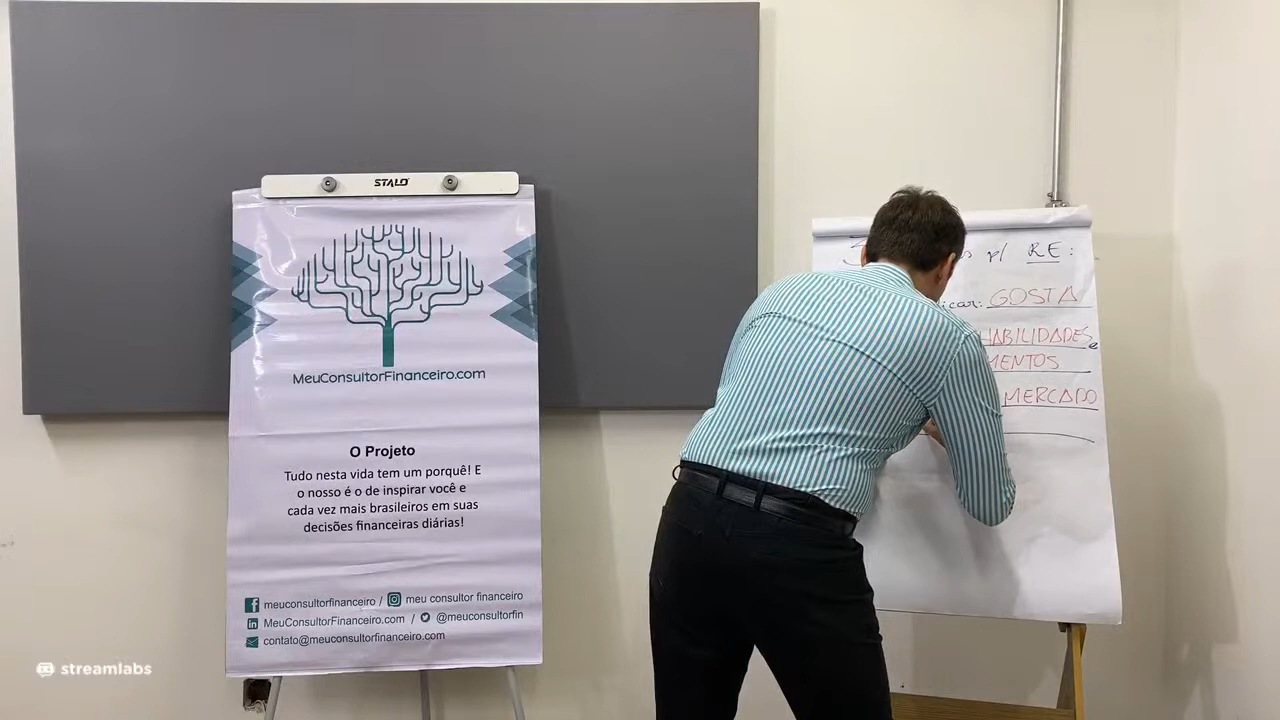 STALO
MeuConsultorFinanceiro.com
O Projeto
Tudo nesta vida tem um porquê! E
o nosso é o de inspirar você e
cada vez mais brasileiros em suas
decisões financeiras diárias!
meuconsultorfinanceiro / meu consultor financeiro
MeuConsultorFinanceiro.com / @meuconsultorfin
contato@meuconsultorfinanceiro.com
3 p/ RE:
GOSTA
HABILIDADES e
MERCADO
streamlabs